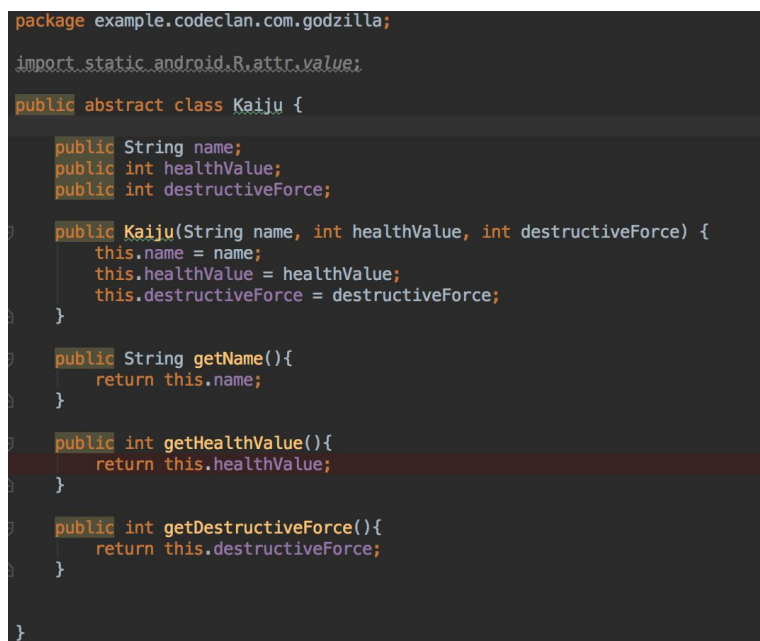 package example.codeclan.com.godzilla;
import static android.R.attr.value;
public abstract class Kaiju {
public String name;
public int healthValue;
public int destructiveForce;
public Kaiju(String name, int healthValue, int destructiveForce) {
this.name = name;
this.healthValue = healthValue;
this.destructiveForce = destructiveForce;
}
public String getName(){
return this.name;
}
public int getHealthValue(){
return this.healthValue;
}
public int getDestructiveForce(){
return this.destructiveForce;
}
}